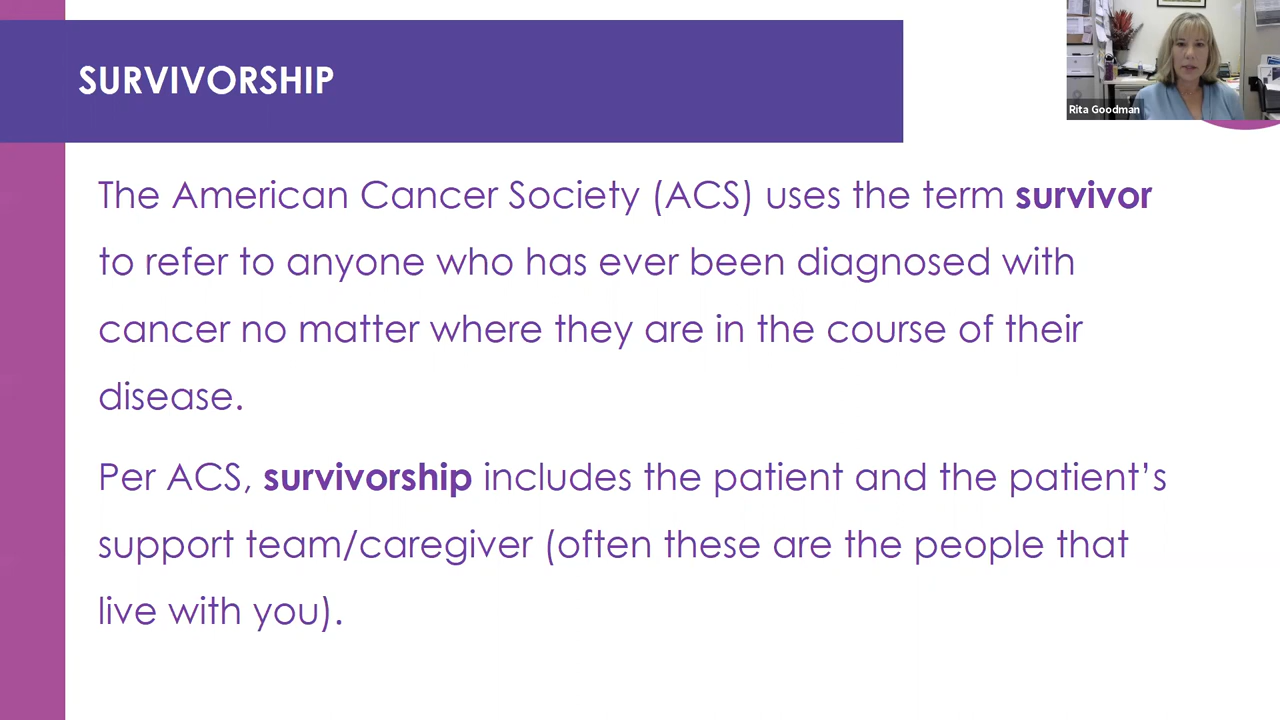 SURVIVORSHIP
Rita Goodman
The American Cancer Society (ACS) uses the term survivor
to refer to anyone who has ever been diagnosed with
cancer no matter where they are in the course of their
disease.
Per ACS, survivorship includes the patient and the patient's
support team/caregiver (often these are the people that
live with you).